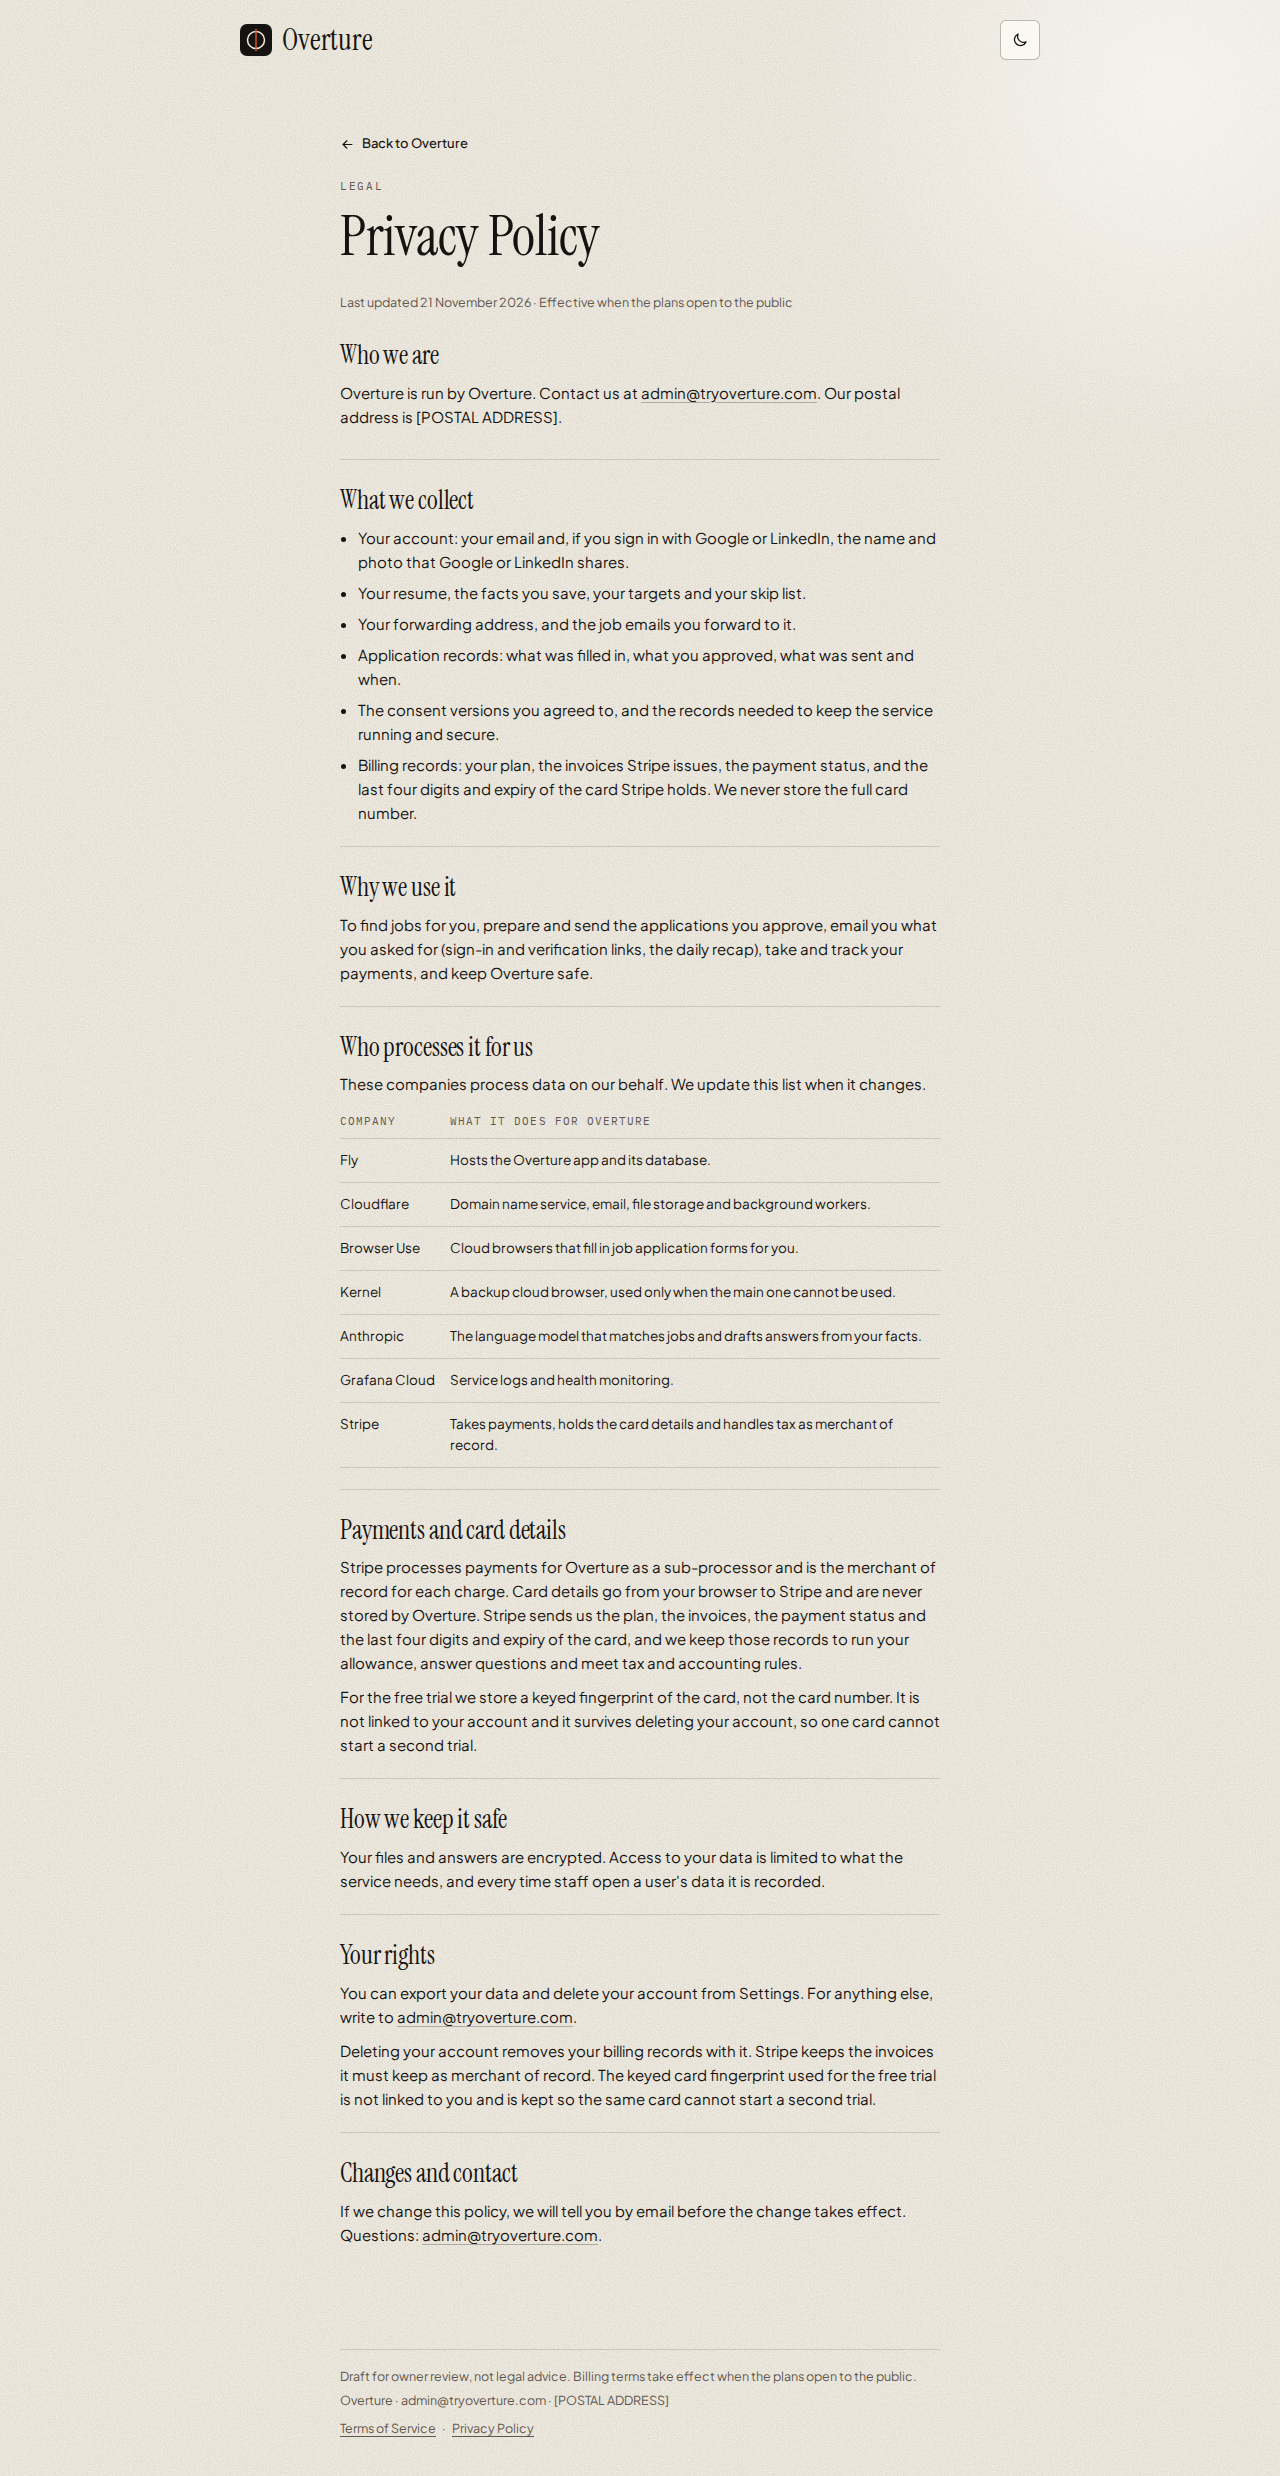 Overture
Back to Overture
LEGAL
Privacy Policy
Last updated 21 November 2026 · Effective when the plans open to the public
Who we are
Overture is run by Overture. Contact us at admin@tryoverture.com. Our postal
address is [POSTAL ADDRESS].
What we collect
• Your account: your email and, if you sign in with Google or LinkedIn, the name and
photo that Google or LinkedIn shares.
• Your resume, the facts you save, your targets and your skip list.
• Your forwarding address, and the job emails you forward to it.
• Application records: what was filled in, what you approved, what was sent and
when.
• The consent versions you agreed to, and the records needed to keep the service
running and secure.
• Billing records: your plan, the invoices Stripe issues, the payment status, and the
last four digits and expiry of the card Stripe holds. We never store the full card
number.
Why we use it
To find jobs for you, prepare and send the applications you approve, email you what
you asked for (sign-in and verification links, the daily recap), take and track your
payments, and keep Overture safe.
Who processes it for us
These companies process data on our behalf. We update this list when it changes.
COMPANY WHAT IT DOES FOR OVERTURE
Fly Hosts the Overture app and its database.
Cloudflare Domain name service, email, file storage and background workers.
Browser Use Cloud browsers that fill in job application forms for you.
Kernel A backup cloud browser, used only when the main one cannot be used.
Anthropic The language model that matches jobs and drafts answers from your facts.
Grafana Cloud Service logs and health monitoring.
Stripe Takes payments, holds the card details and handles tax as merchant of
record.
Payments and card details
Stripe processes payments for Overture as a sub-processor and is the merchant of
record for each charge. Card details go from your browser to Stripe and are never
stored by Overture. Stripe sends us the plan, the invoices, the payment status and
the last four digits and expiry of the card, and we keep those records to run your
allowance, answer questions and meet tax and accounting rules.
For the free trial we store a keyed fingerprint of the card, not the card number. It is
not linked to your account and it survives deleting your account, so one card cannot
start a second trial.
How we keep it safe
Your files and answers are encrypted. Access to your data is limited to what the
service needs, and every time staff open a user's data it is recorded.
Your rights
You can export your data and delete your account from Settings. For anything else,
write to admin@tryoverture.com.
Deleting your account removes your billing records with it. Stripe keeps the invoices
it must keep as merchant of record. The keyed card fingerprint used for the free trial
is not linked to you and is kept so the same card cannot start a second trial.
Changes and contact
If we change this policy, we will tell you by email before the change takes effect.
Questions: admin@tryoverture.com.
Draft for owner review, not legal advice. Billing terms take effect when the plans open to the public.
Overture · admin@tryoverture.com · [POSTAL ADDRESS]
Terms of Service · Privacy Policy